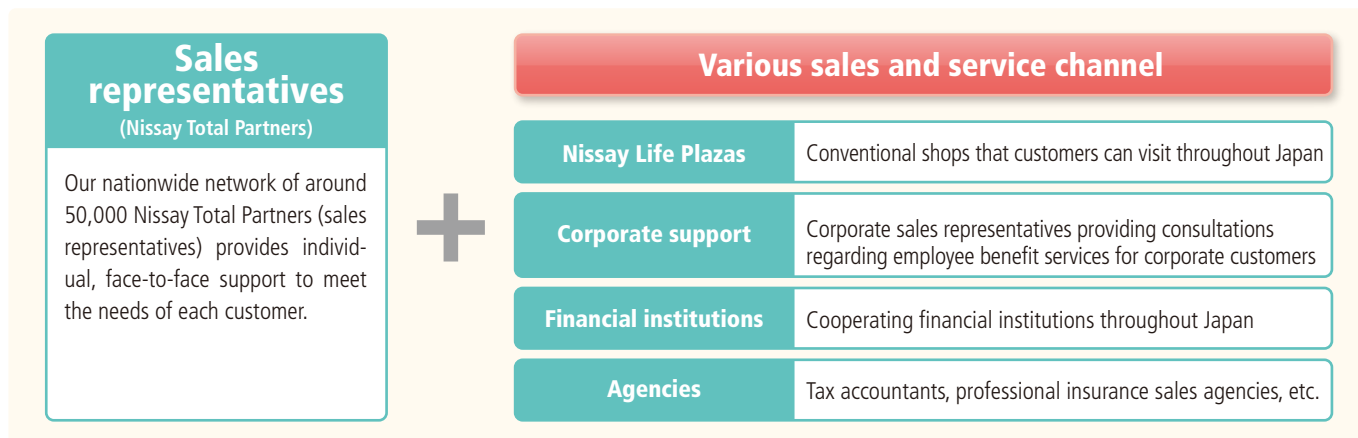 Sales
representatives
(Nissay Total Partners)
Our nationwide network of around
50,000 Nissay Total Partners (sales
representatives) provides individ-
ual, face-to-face support to meet
the needs of each customer.
Various sales and service channel
Nissay Life Plazas
Conventional shops that customers can visit throughout Japan
Corporate support
Corporate sales representatives providing consultations
regarding employee benefit services for corporate customers
Financial institutions
Cooperating financial institutions throughout Japan
Agencies
Tax accountants, professional insurance sales agencies, etc.